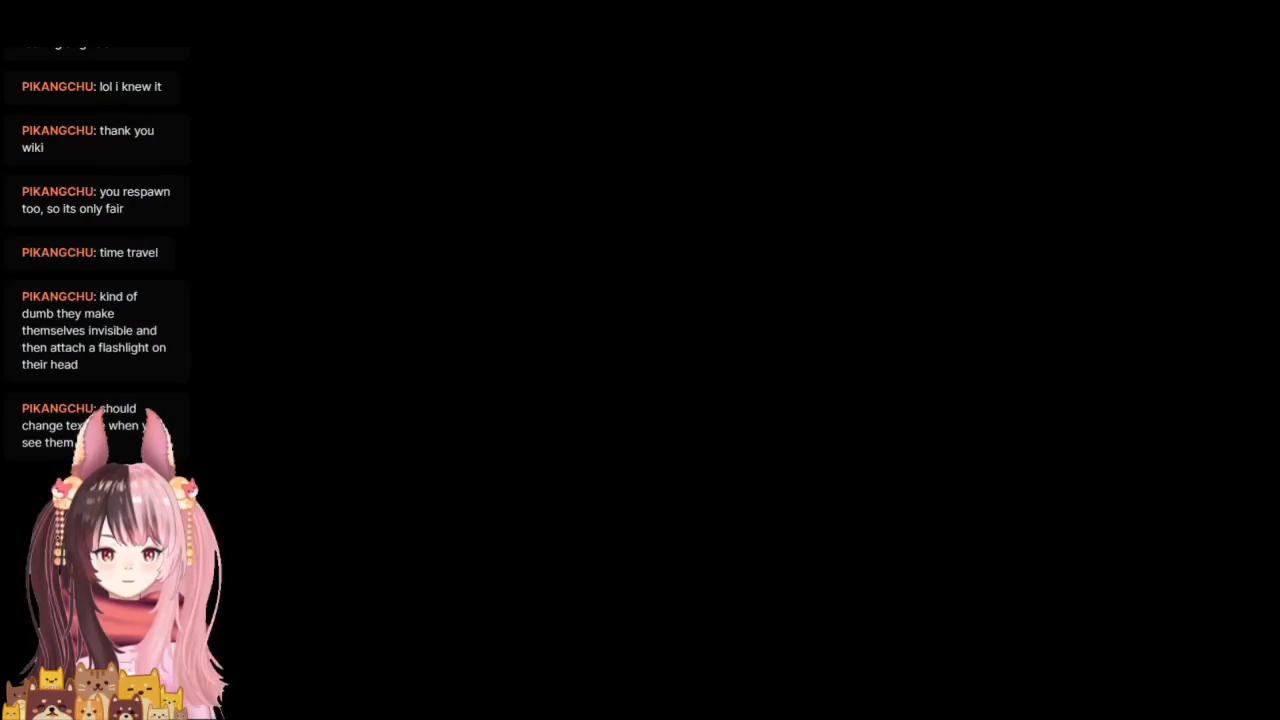 PIKANGCHU: lol i knew it
PIKANGCHU: thank you
wiki
PIKANGCHU: you respawn
too, so its only fair
PIKANGCHU: time travel
PIKANGCHU: kind of
dumb they make
themselves invisible and
then attach a flashlight on
their head
PIKANGCHU: should
change when
see them